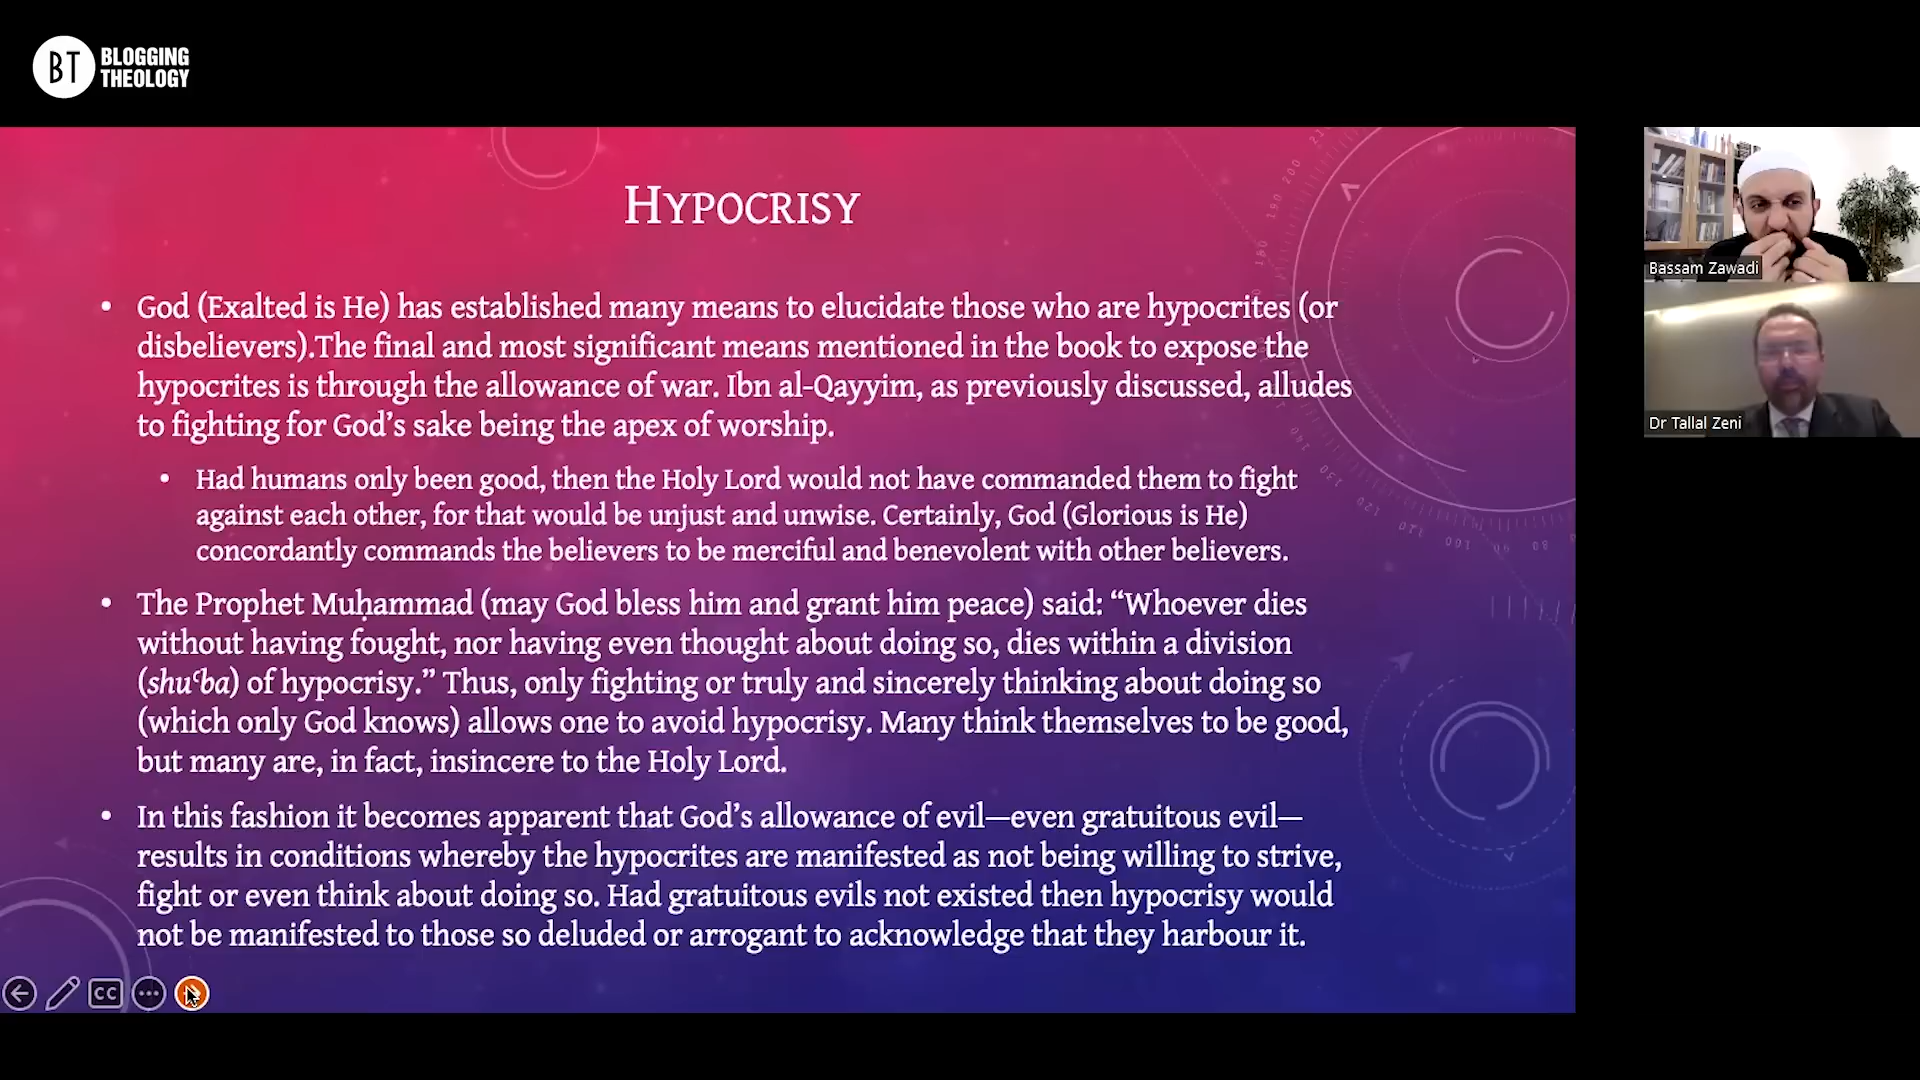 BT BLOGGING
THEOLOGY
HYPOCRISY
• God (Exalted is He) has established many means to elucidate those who are hypocrites (or
disbelievers).The final and most significant means mentioned in the book to expose the
hypocrites is through the allowance of war. Ibn al-Qayyim, as previously discussed, alludes
to fighting for God’s sake being the apex of worship.
• Had humans only been good, then the Holy Lord would not have commanded them to fight
against each other, for that would be unjust and unwise. Certainly, God (Glorious is He)
concordantly commands the believers to be merciful and benevolent with other believers.
• The Prophet Muḥammad (may God bless him and grant him peace) said: “Whoever dies
without having fought, nor having even thought about doing so, dies within a division
(shuʿba) of hypocrisy.” Thus, only fighting or truly and sincerely thinking about doing so
(which only God knows) allows one to avoid hypocrisy. Many think themselves to be good,
but many are, in fact, insincere to the Holy Lord.
• In this fashion it becomes apparent that God’s allowance of evil—even gratuitous evil—
results in conditions whereby the hypocrites are manifested as not being willing to strive,
fight or even think about doing so. Had gratuitous evils not existed then hypocrisy would
not be manifested to those so deluded or arrogant to acknowledge that they harbour it.
CC
Bassam Zawadi
Dr Tallal Zeni